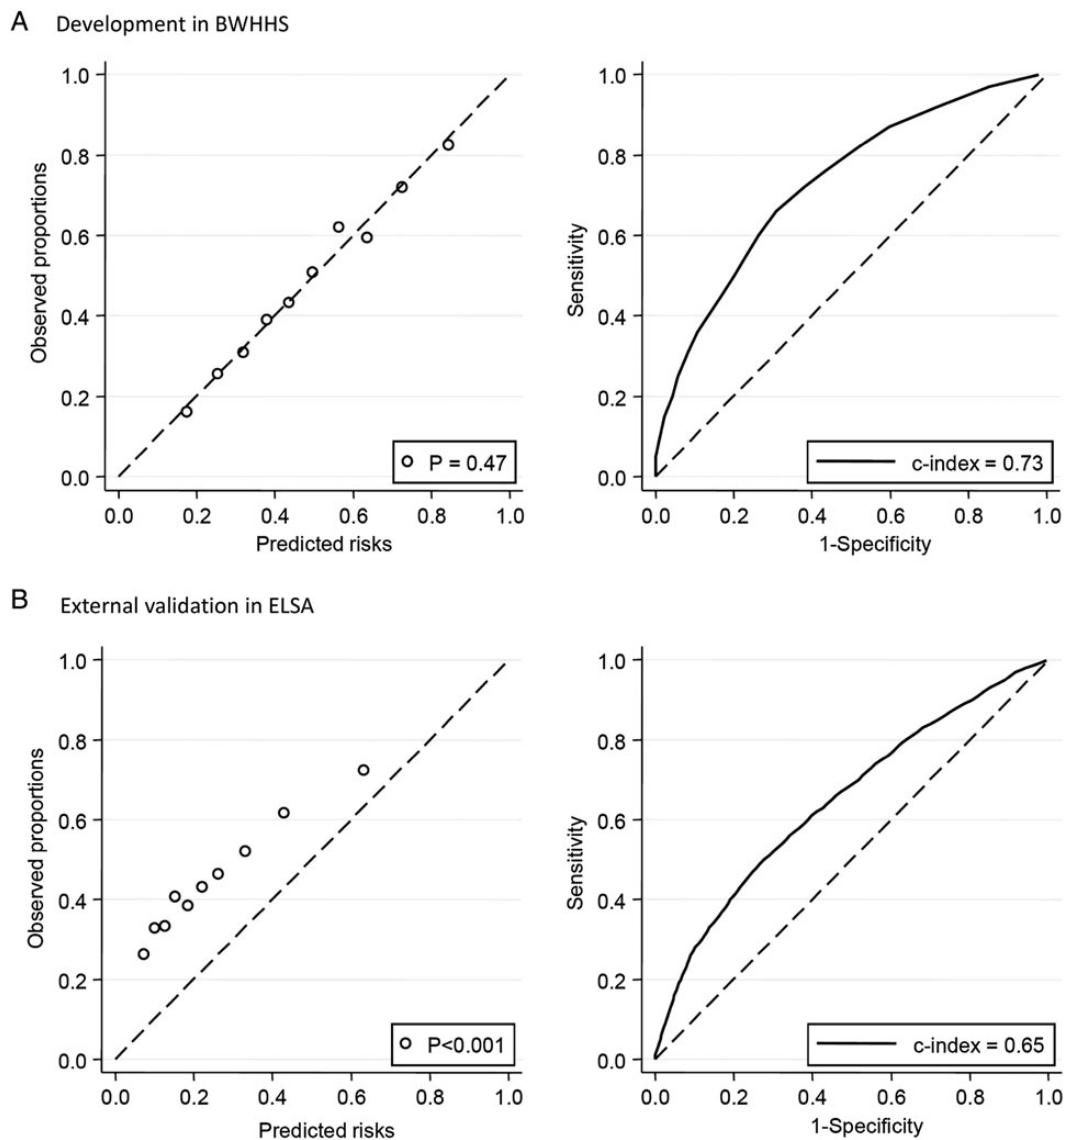 A Development in BWHHS
Observed proportions
1.0
0.8
0.6
0.4
0.2
0.0
P = 0.47
0.0 0.2 0.4 0.6 0.8 1.0
Predicted risks
Sensitivity
1.0
0.8
0.6
0.4
0.2
0.0
c-index = 0.73
0.0 0.2 0.4 0.6 0.8 1.0
1-Specificity
B External validation in ELSA
Observed proportions
1.0
0.8
0.6
0.4
0.2
0.0
P<0.001
0.0 0.2 0.4 0.6 0.8 1.0
Predicted risks
Sensitivity
1.0
0.8
0.6
0.4
0.2
0.0
c-index = 0.65
0.0 0.2 0.4 0.6 0.8 1.0
1-Specificity